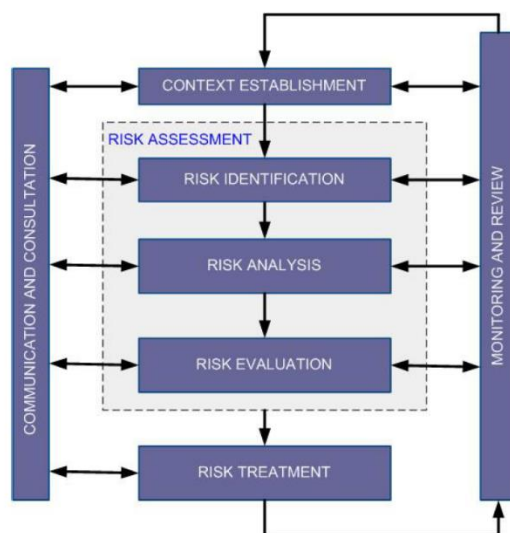 CONTEXT ESTABLISHMENT
RISK ASSESSMENT
RISK IDENTIFICATION
RISK ANALYSIS
RISK EVALUATION
RISK TREATMENT
COMMUNICATION AND CONSULTATION
MONITORING AND REVIEW